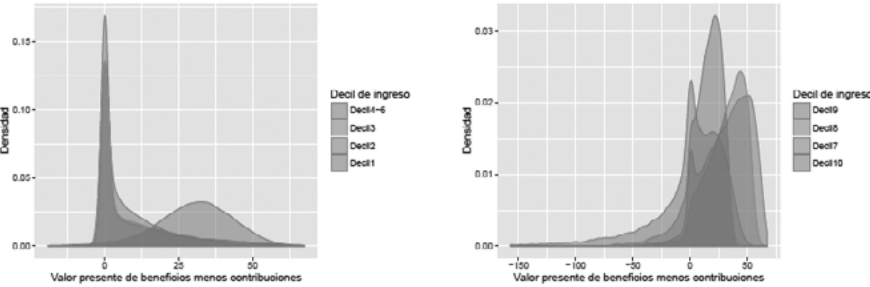 0.15
0.10
0.05
0.00
Densidad
0
25
50
Valor presente de beneficios menos contribuciones
Decil de ingreso
Decil4-6
Decil3
Decil2
Decil1
0.03
0.02
0.01
0.00
Densidad
-150
-100
-50
0
50
Valor presente de beneficios menos contribuciones
Decil de ingreso
Decil9
Decil8
Decil7
Decil10